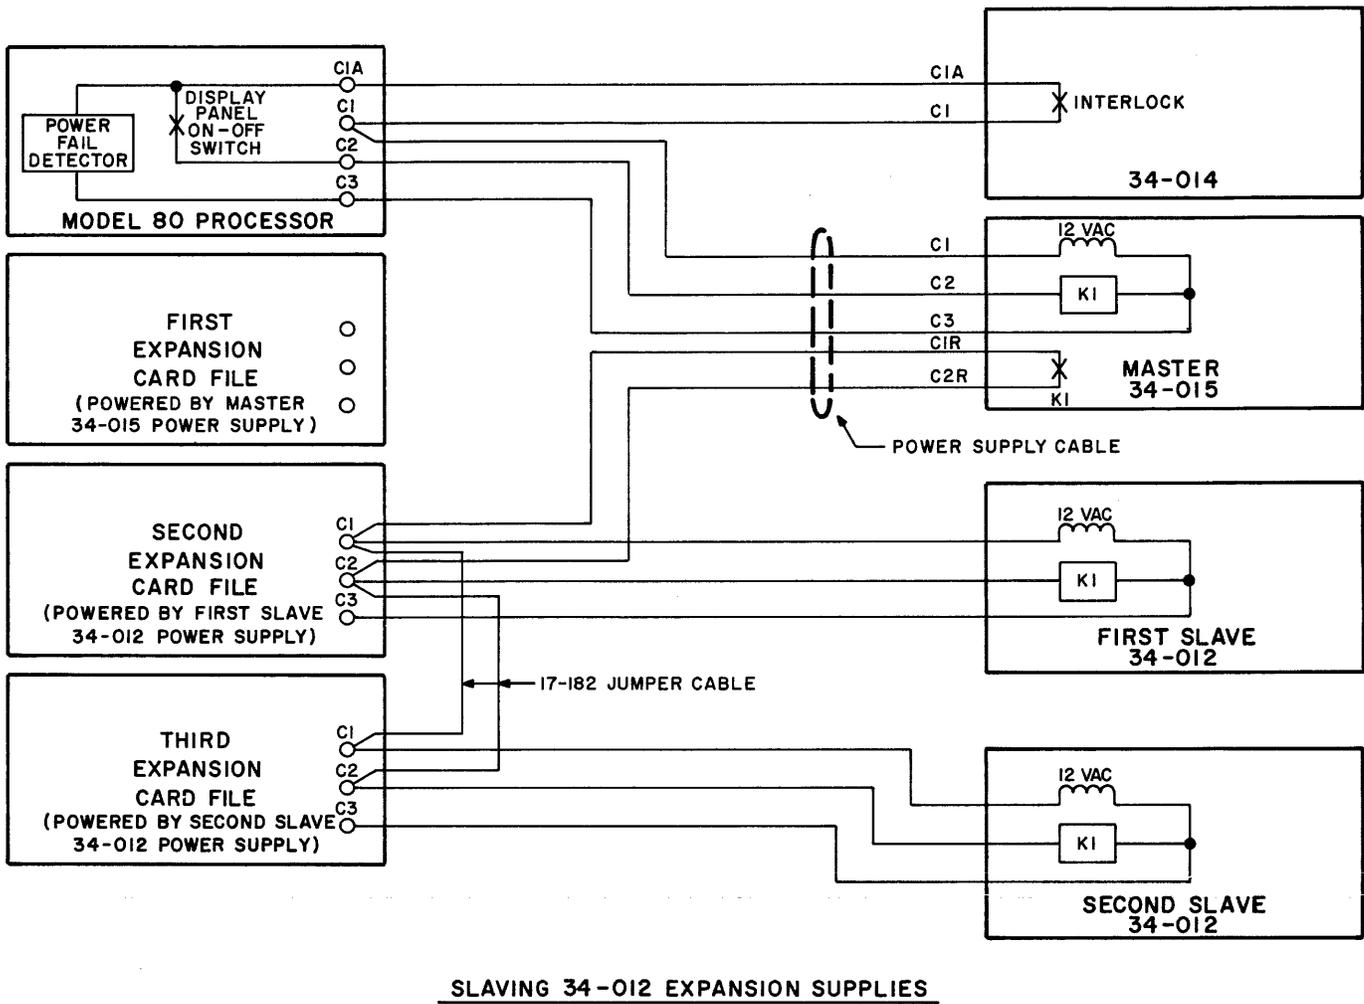 C1A
C1
C2
C3
DISPLAY
PANEL
ON-OFF
SWITCH
POWER
FAIL
DETECTOR
MODEL 80 PROCESSOR
C1A
C1
INTERLOCK
34-014
FIRST
EXPANSION
CARD FILE
(POWERED BY MASTER
34-015 POWER SUPPLY)
C1
C2
C3
C1R
C2R
12 VAC
K1
MASTER
34-015
K1
POWER SUPPLY CABLE
SECOND
EXPANSION
CARD FILE
(POWERED BY FIRST SLAVE
34-012 POWER SUPPLY)
C1
C2
C3
12 VAC
K1
FIRST SLAVE
34-012
17-182 JUMPER CABLE
THIRD
EXPANSION
CARD FILE
(POWERED BY SECOND SLAVE
34-012 POWER SUPPLY)
C1
C2
C3
12 VAC
K1
SECOND SLAVE
34-012
SLAVING 34-012 EXPANSION SUPPLIES